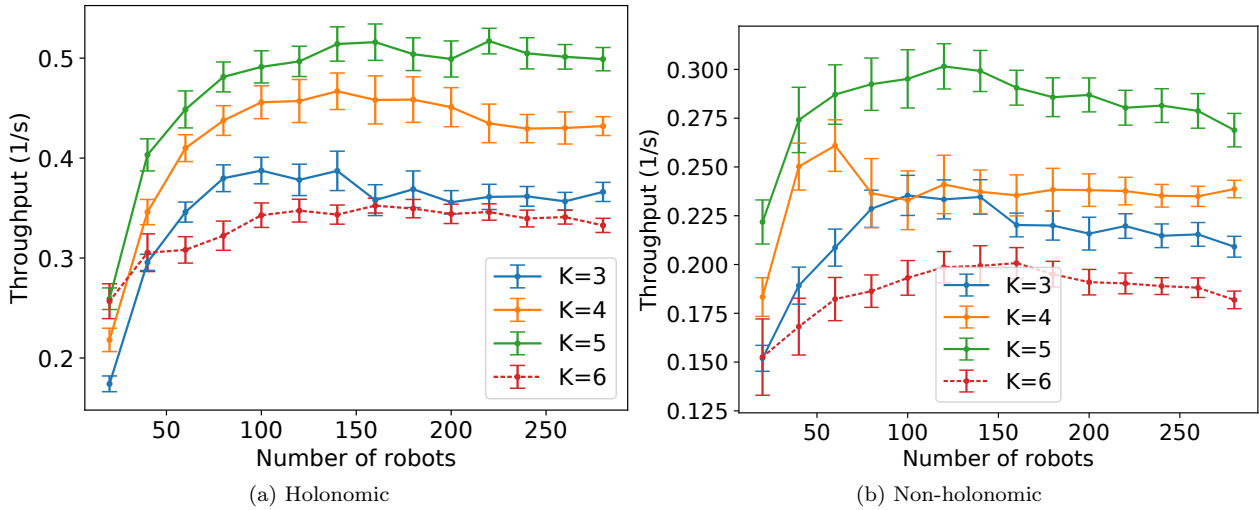 0.5
0.4
0.3
0.2
Throughput (1/s)
50 100 150 200 250
Number of robots
K=3
K=4
K=5
K=6
(a) Holonomic
0.300
0.275
0.250
0.225
0.200
0.175
0.150
0.125
Throughput (1/s)
50 100 150 200 250
Number of robots
K=3
K=4
K=5
K=6
(b) Non-holonomic